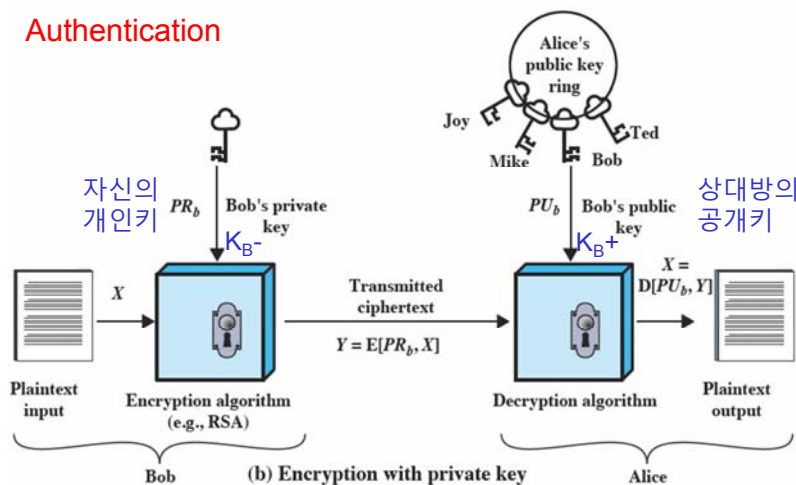 Authentication
Alice's
public key
ring
Joy
Mike
Bob
Ted
자신의
개인키
PRb
Bob's private
key
KB-
PUb
Bob's public
key
KB+
상대방의
공개키
X
Transmitted
ciphertext
Y = E[PRb, X]
X =
D[PUb, Y]
Plaintext
input
Encryption algorithm
(e.g., RSA)
Decryption algorithm
Plaintext
output
Bob
(b) Encryption with private key
Alice